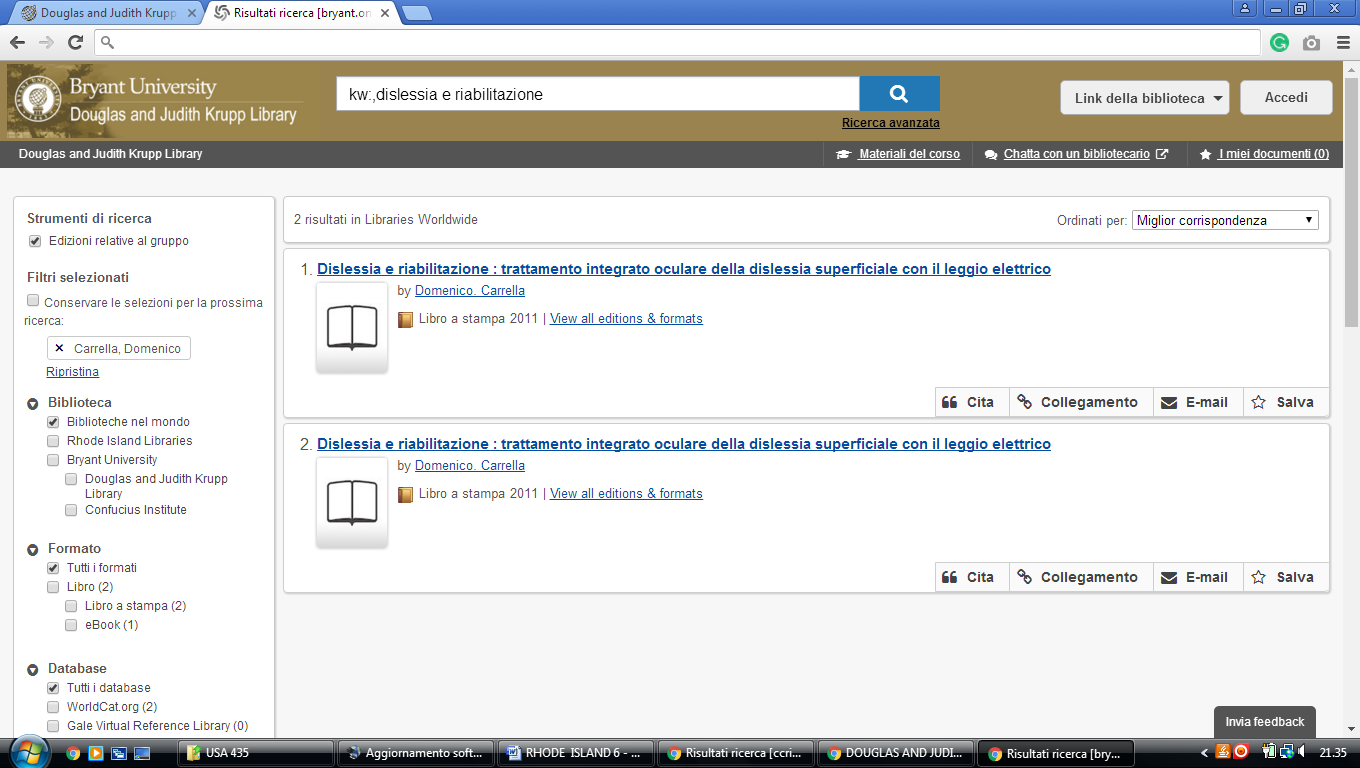 Douglas and Judith Krupp
Risultati ricerca [bryant.on
Bryant University
Douglas and Judith Krupp Library
kw:,dislessia e riabilitazione
Ricerca avanzata
Link della biblioteca
Accedi
Douglas and Judith Krupp Library
Materiali del corso
Chatta con un bibliotecario
I miei documenti (0)
Strumenti di ricerca
Edizioni relative al gruppo
Filtri selezionati
Conservare le selezioni per la prossima
ricerca:
× Carrella, Domenico
Ripristina
Biblioteca
Biblioteche nel mondo
Rhode Island Libraries
Bryant University
Douglas and Judith Krupp
Library
Confucius Institute
Formato
Tutti i formati
Libro (2)
Libro a stampa (2)
eBook (1)
Database
Tutti i database
WorldCat.org (2)
Gale Virtual Reference Library (0)
2 risultati in Libraries Worldwide
Ordinati per: Miglior corrispondenza
1. Dislessia e riabilitazione : trattamento integrato oculare della dislessia superficiale con il leggio elettrico
by Domenico. Carrella
Libro a stampa 2011 | View all editions & formats
Cita
Collegamento
E-mail
Salva
2. Dislessia e riabilitazione : trattamento integrato oculare della dislessia superficiale con il leggio elettrico
by Domenico. Carrella
Libro a stampa 2011 | View all editions & formats
Cita
Collegamento
E-mail
Salva
Invia feedback
USA 435
Aggiornamento soft...
RHODE ISLAND 6 - ...
Risultati ricerca [ccri...
DOUGLAS AND JUDI...
Risultati ricerca [bry...
21.35